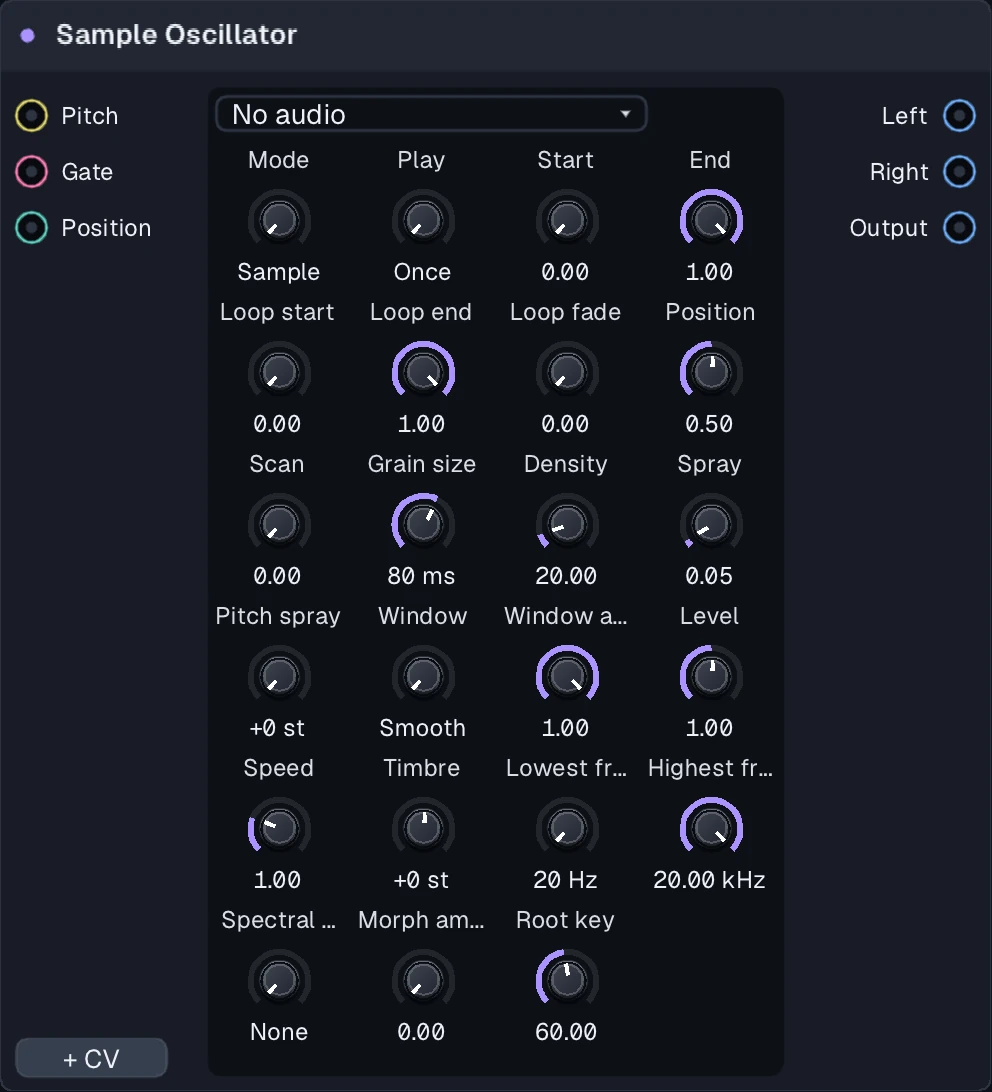 Sample Oscillator
Pitch
Gate
Position
No audio
Left
Right
Output
Mode Play Start End
Sample Once 0.00 1.00
Loop start Loop end Loop fade Position
0.00 1.00 0.00 0.50
Scan Grain size Density Spray
0.00 80 ms 20.00 0.05
Pitch spray Window Window a... Level
+0 st Smooth 1.00 1.00
Speed Timbre Lowest fr... Highest fr...
1.00 +0 st 20 Hz 20.00 kHz
Spectral ... Morph am... Root key
None 0.00 60.00
+ CV